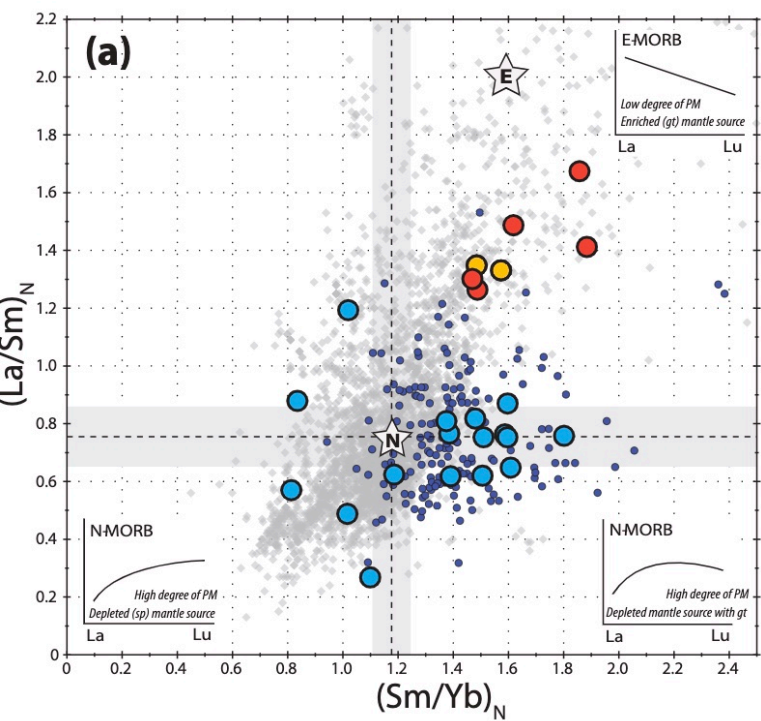 2.2
(a)
E-MORB
2.0
E
Low degree of PM
Enriched (gt) mantle source
1.8
La Lu
1.6
1.4
1.2
(La/Sm)N
1.0
0.8
N
0.6
N-MORB
N-MORB
0.4
High degree of PM
High degree of PM
0.2
Depleted (sp) mantle source
Depleted mantle source with gt
La Lu
La Lu
0
0 0.2 0.4 0.6 0.8 1.0 1.2 1.4 1.6 1.8 2.0 2.2 2.4
(Sm/Yb)N